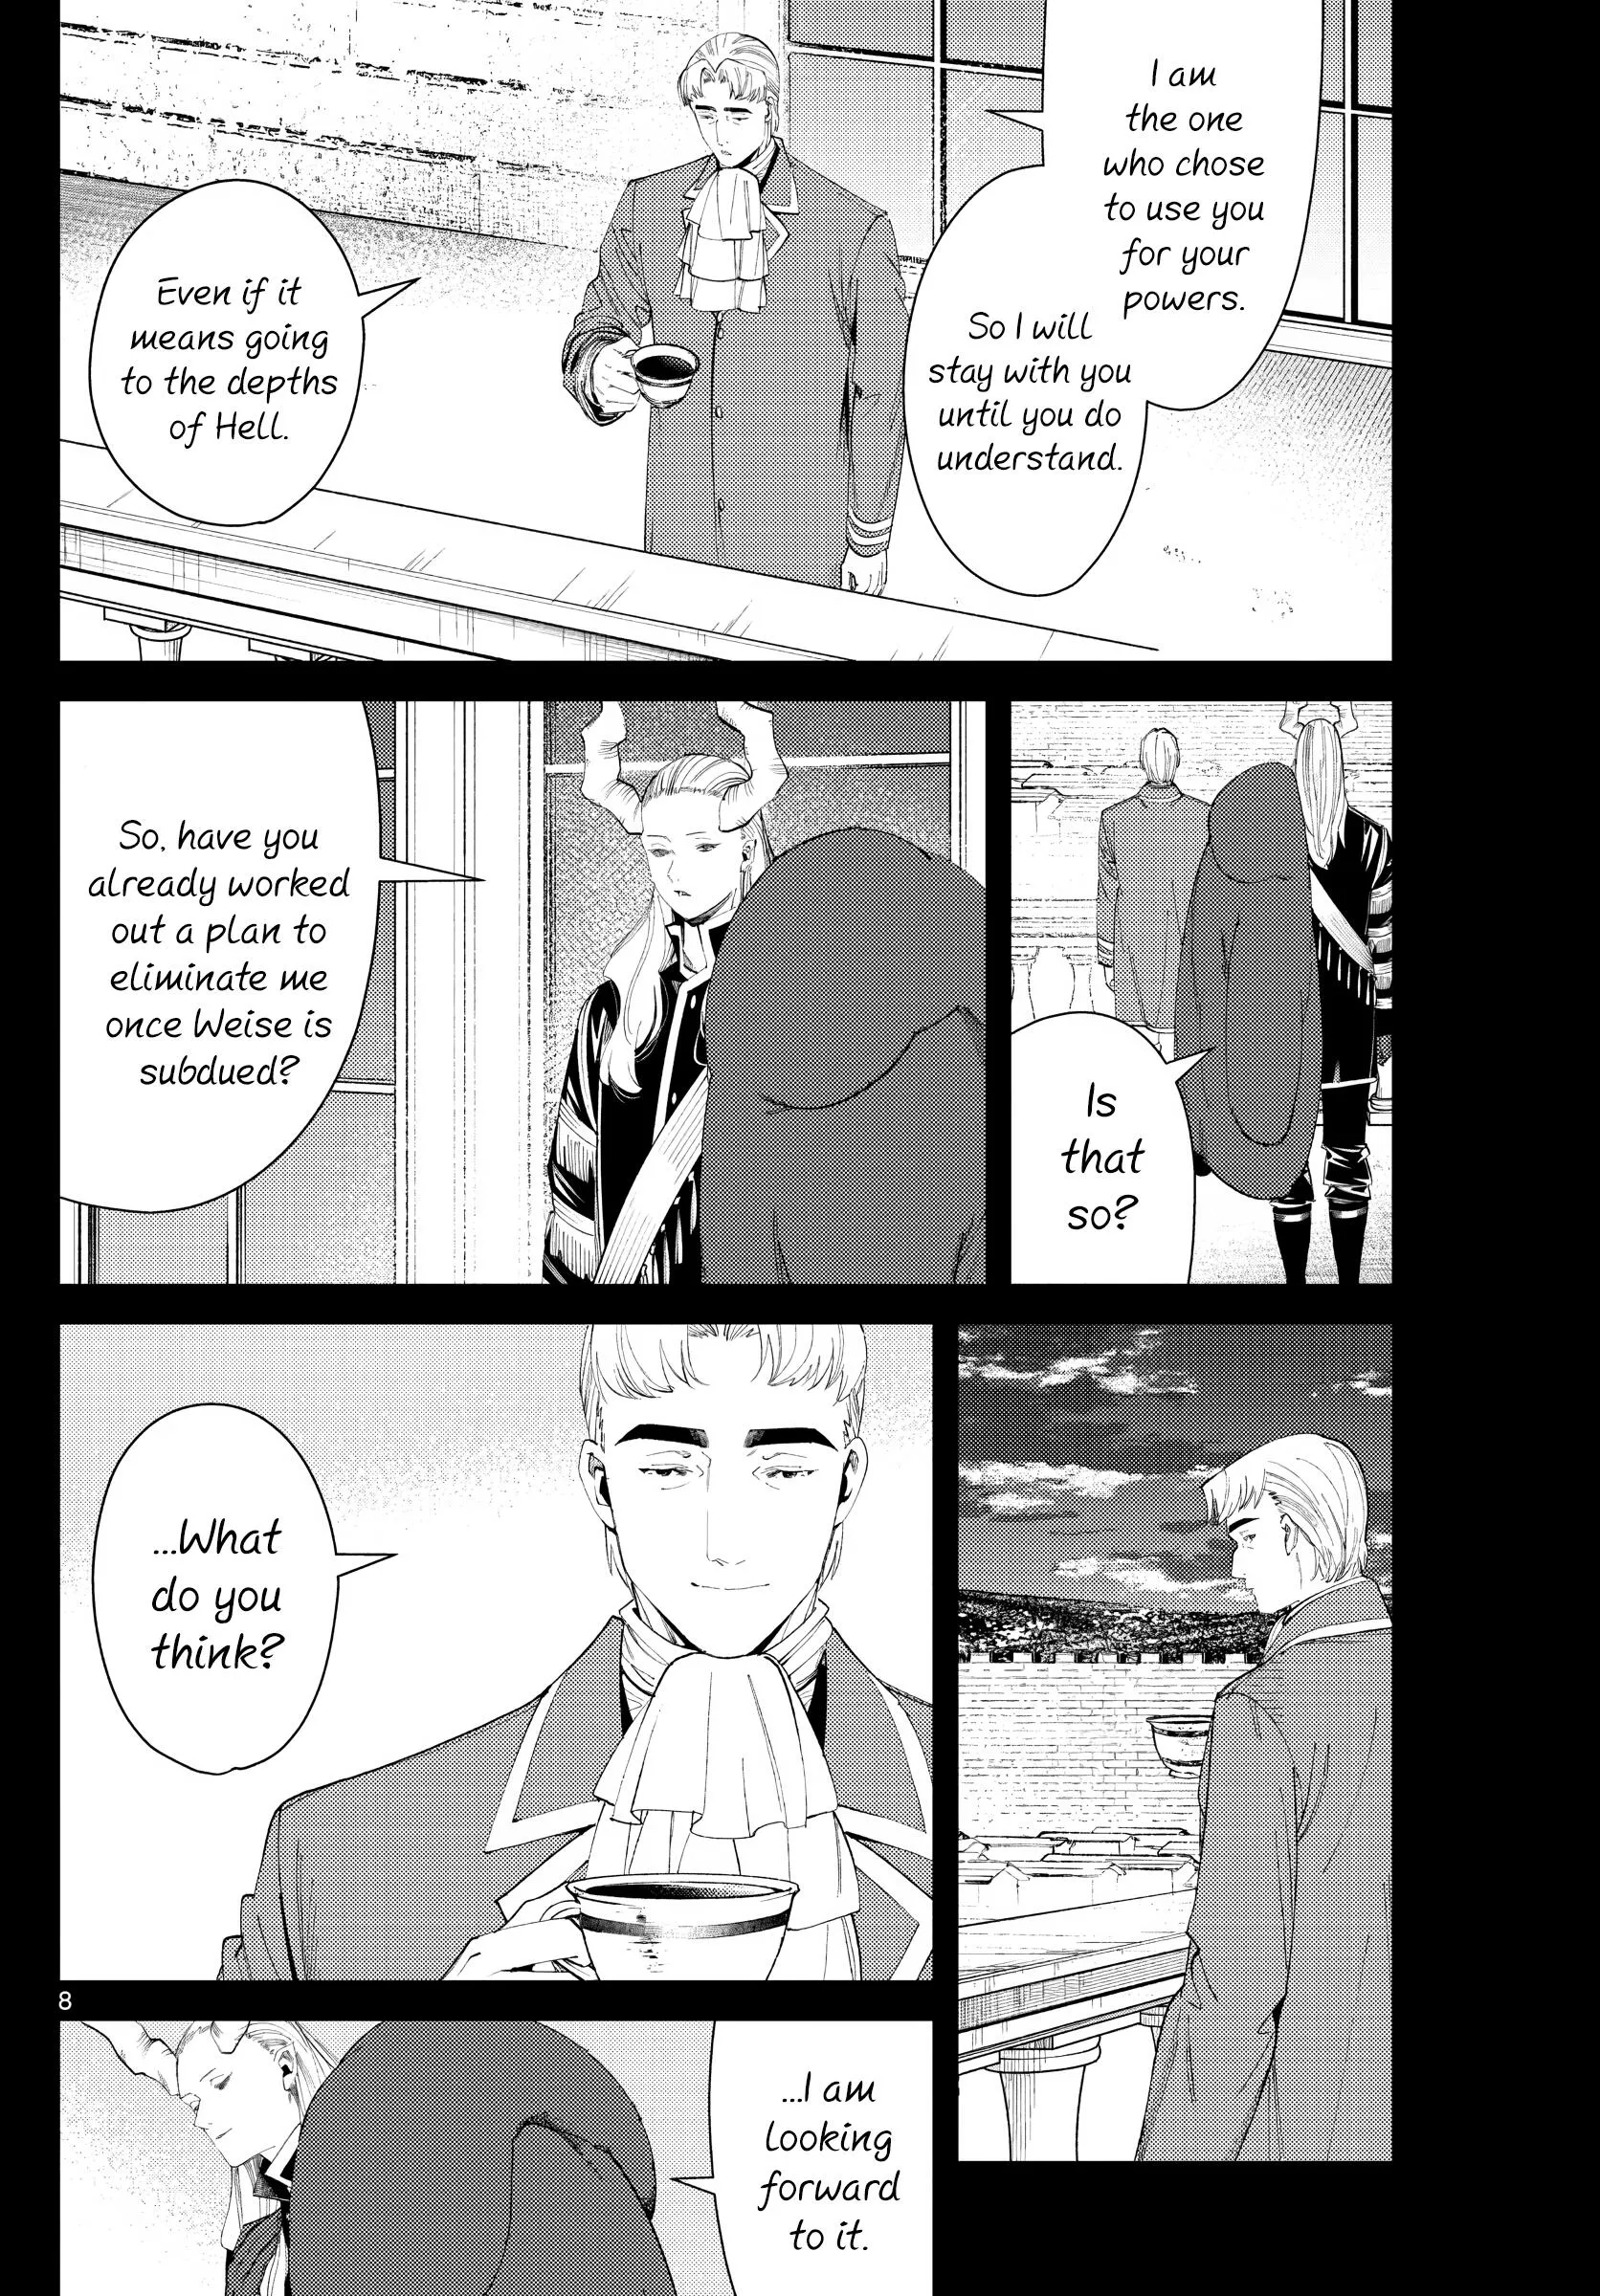 I am
the one
who chose
to use you
for your
powers.
So I will
stay with you
until you do
understand.
Even if it
means going
to the depths
of Hell.
Is
that
so?
So, have you
already worked
out a plan to
eliminate me
once Weise is
subdued?
...What
do you
think?
8
...I am
looking
forward
to it.